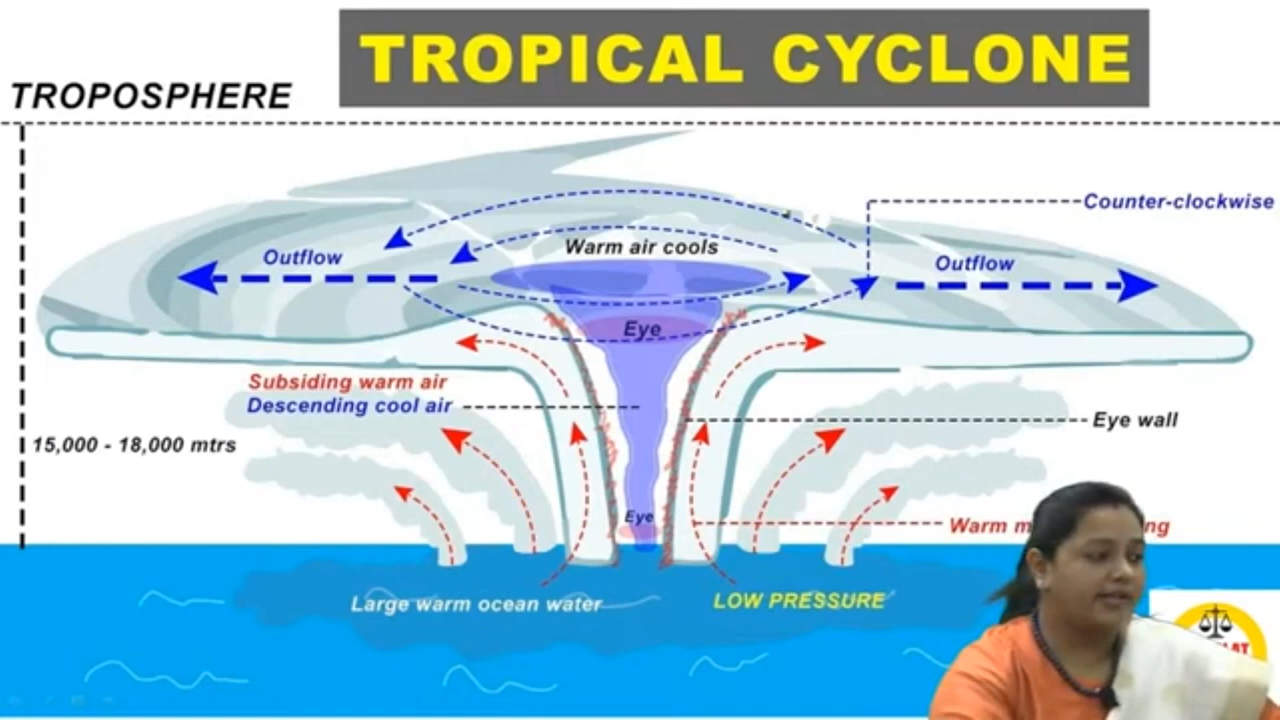 TROPICAL CYCLONE
TROPOSPHERE
Counter-clockwise
Warm air cools
Outflow
Outflow
Eye
Subsiding warm air
Descending cool air
Eye wall
15,000 - 18,000 mtrs
Eye
Warm
Large warm ocean water
LOW PRESSURE